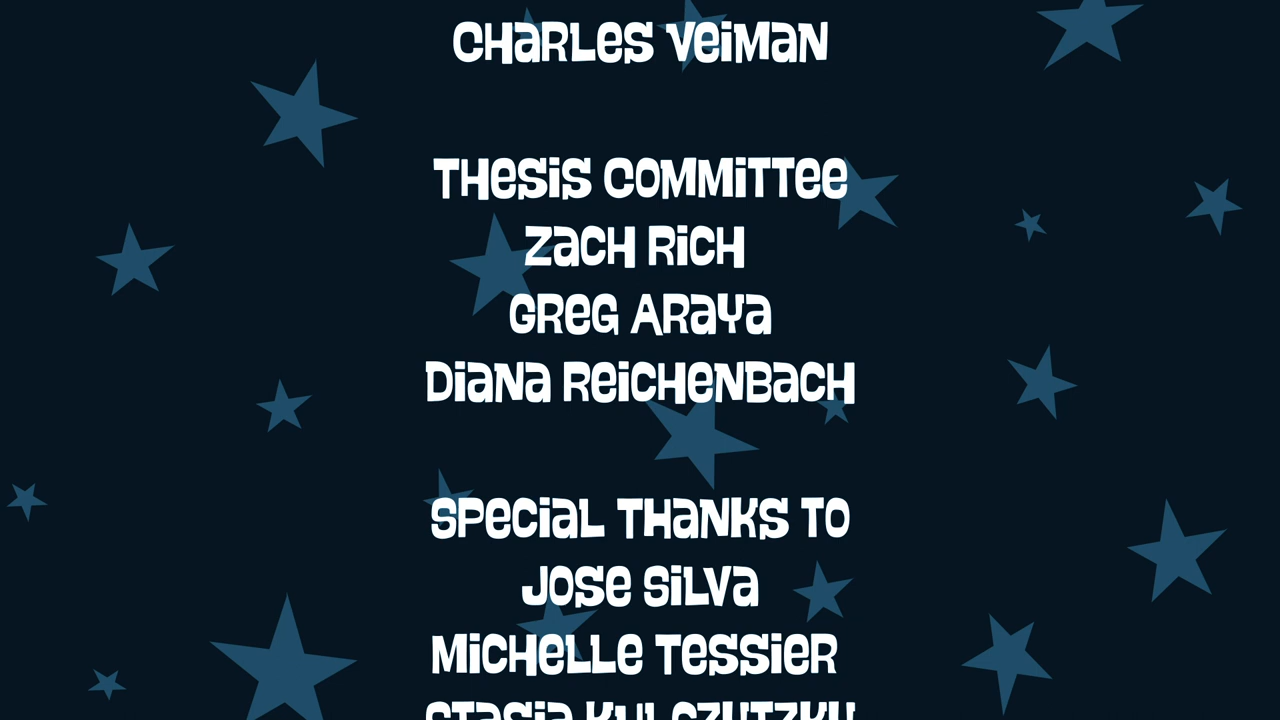 CHaRLes VeiMaN
THesis COMMiTTee
ZacH RicH
GReG ARaYa
DiaNa ReicHeNBacH
SPeciaL THaNKS TO
JOSe SiLVa
MicHeLLe TessieR